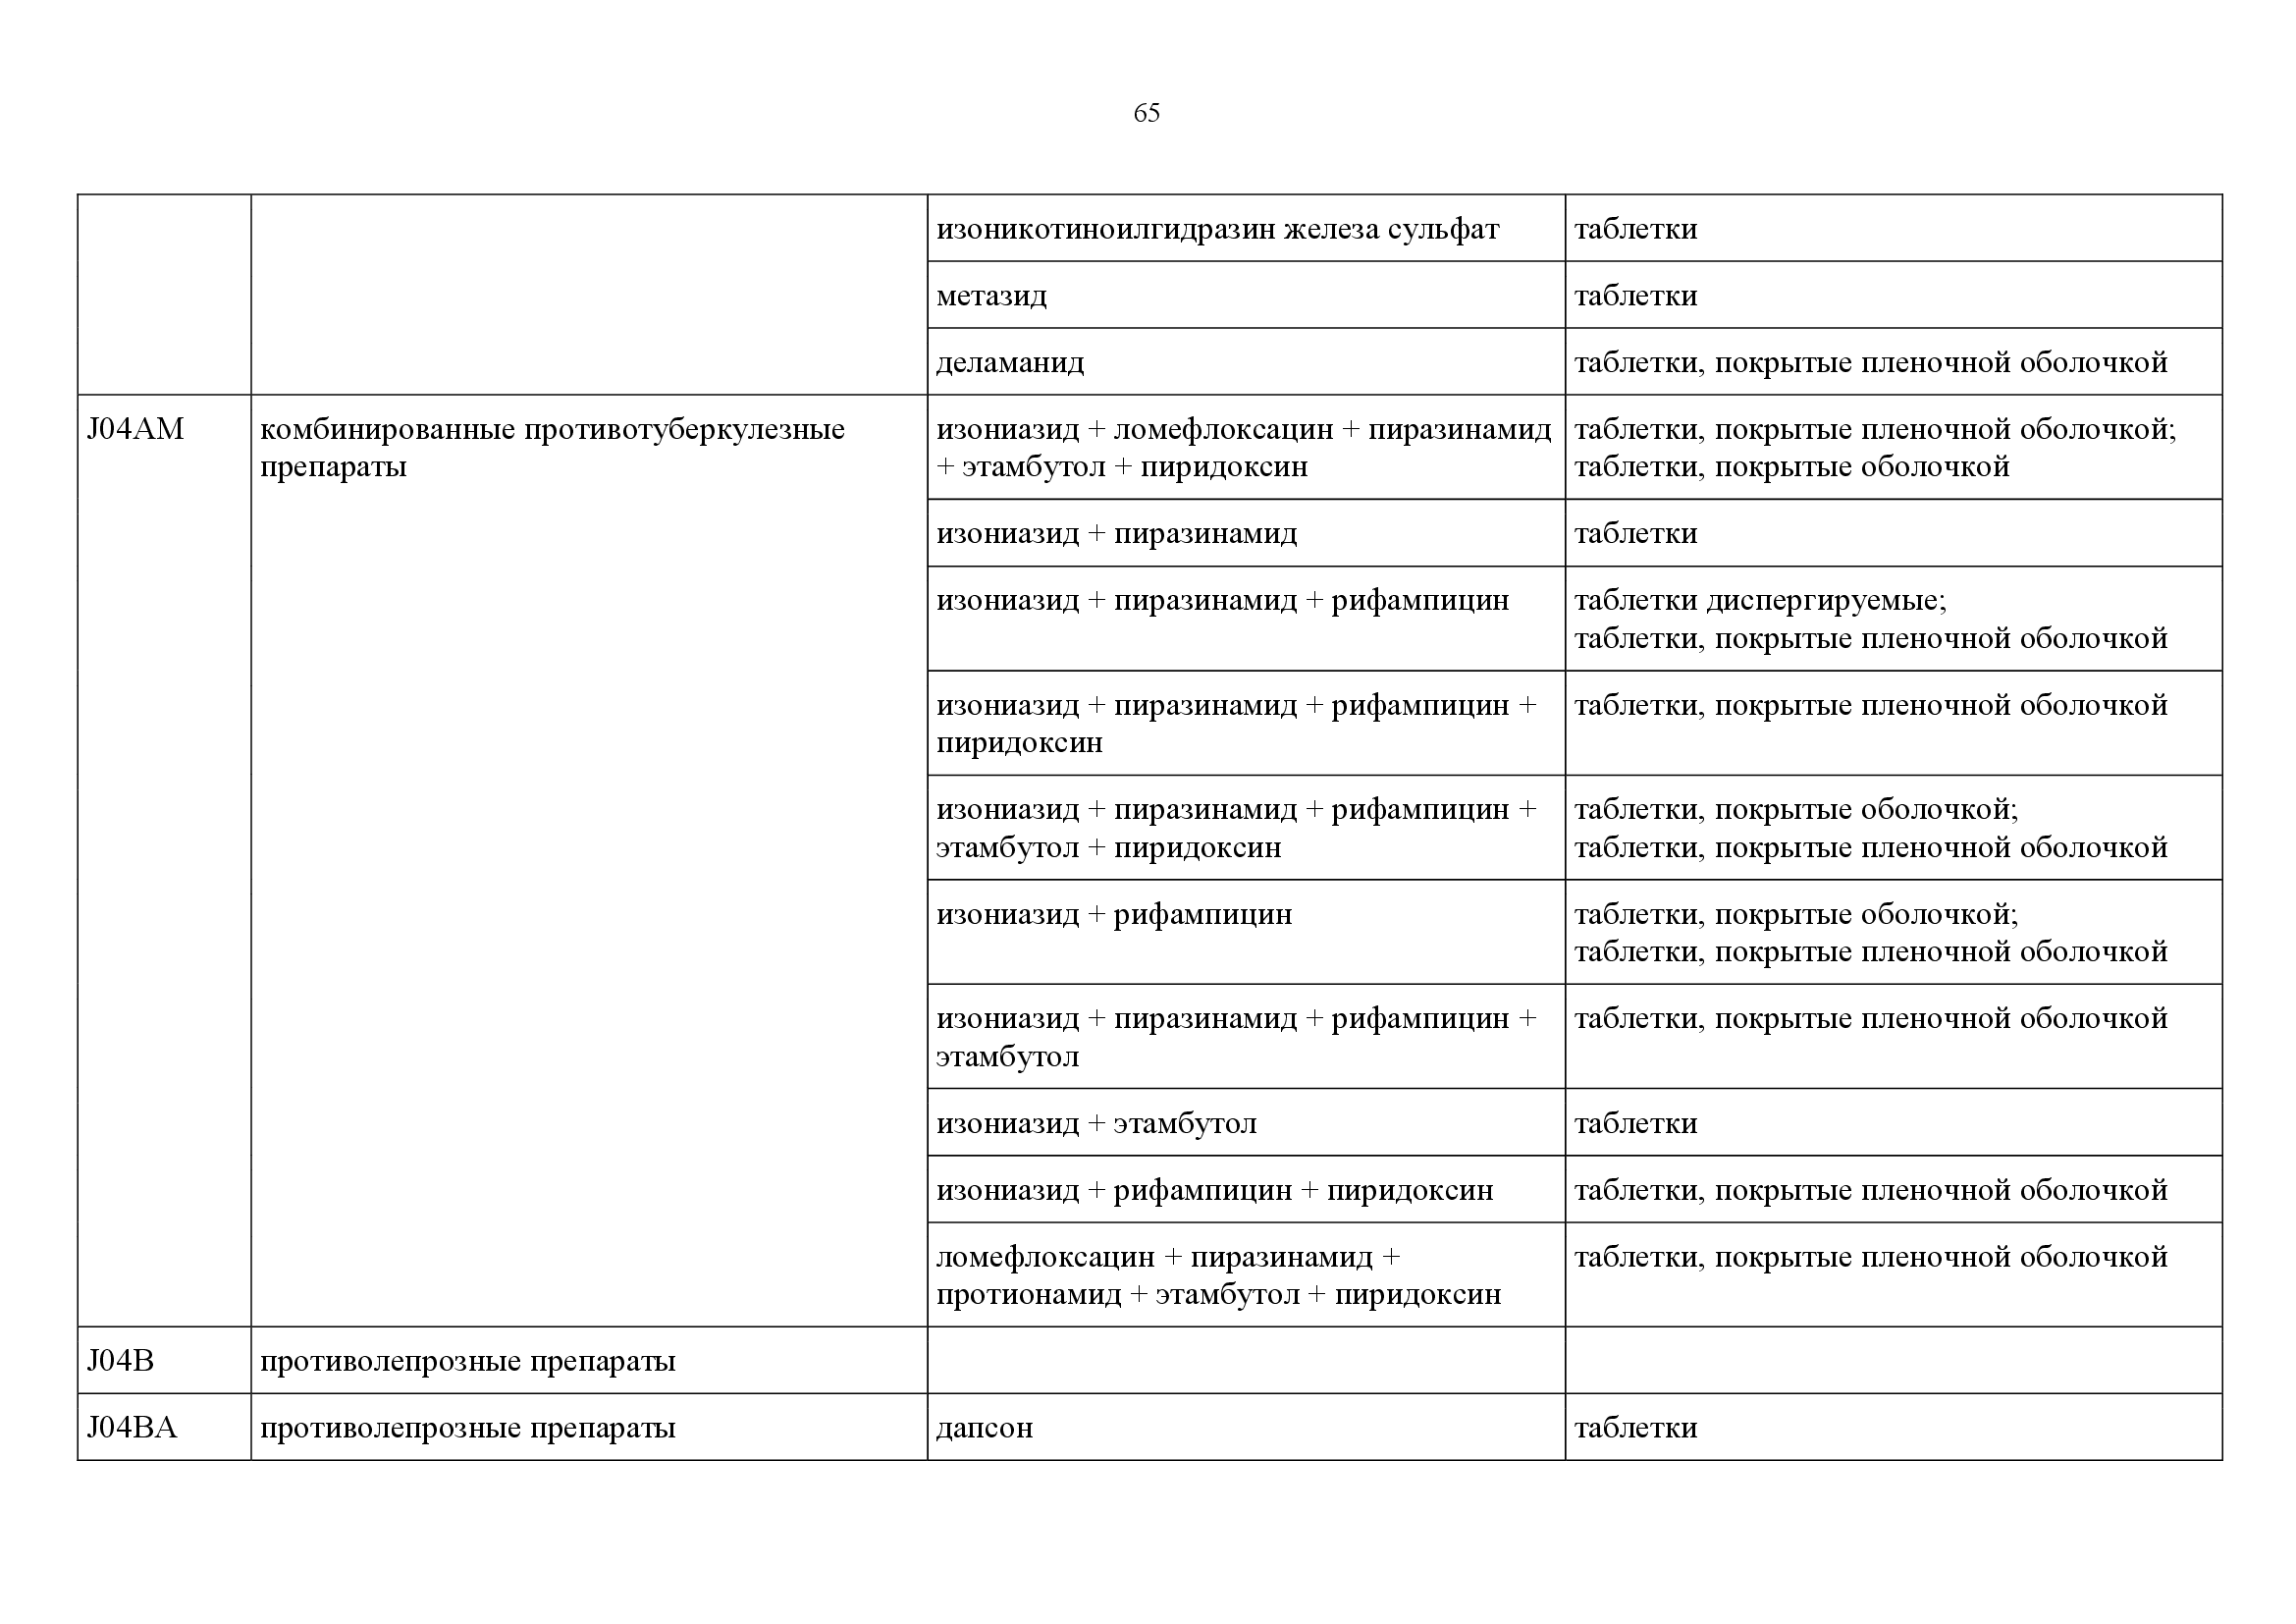 65
изоникотиноилгидразин железа сульфат
таблетки
метазид
таблетки
деламанид
таблетки, покрытые пленочной оболочкой
J04AM
комбинированные противотуберкулезные
препараты
изониазид + ломефлоксацин + пиразинамид
+ этамбутол + пиридоксин
таблетки, покрытые пленочной оболочкой;
таблетки, покрытые оболочкой
изониазид + пиразинамид
таблетки
изониазид + пиразинамид + рифампицин
таблетки диспергируемые;
таблетки, покрытые пленочной оболочкой
изониазид + пиразинамид + рифампицин +
пиридоксин
таблетки, покрытые пленочной оболочкой
изониазид + пиразинамид + рифампицин +
этамбутол + пиридоксин
таблетки, покрытые оболочкой;
таблетки, покрытые пленочной оболочкой
изониазид + рифампицин
таблетки, покрытые оболочкой;
таблетки, покрытые пленочной оболочкой
изониазид + пиразинамид + рифампицин +
этамбутол
таблетки, покрытые пленочной оболочкой
изониазид + этамбутол
таблетки
изониазид + рифампицин + пиридоксин
таблетки, покрытые пленочной оболочкой
ломефлоксацин + пиразинамид +
протионамид + этамбутол + пиридоксин
таблетки, покрытые пленочной оболочкой
J04B
противолепрозные препараты
J04BA
противолепрозные препараты
дапсон
таблетки